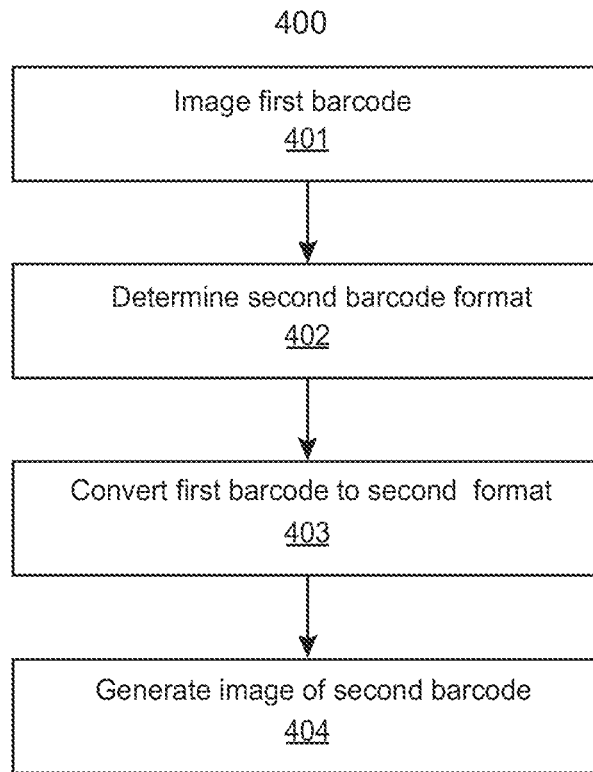 400
Image first barcode
401
Determine second barcode format
402
Convert first barcode to second format
403
Generate image of second barcode
404